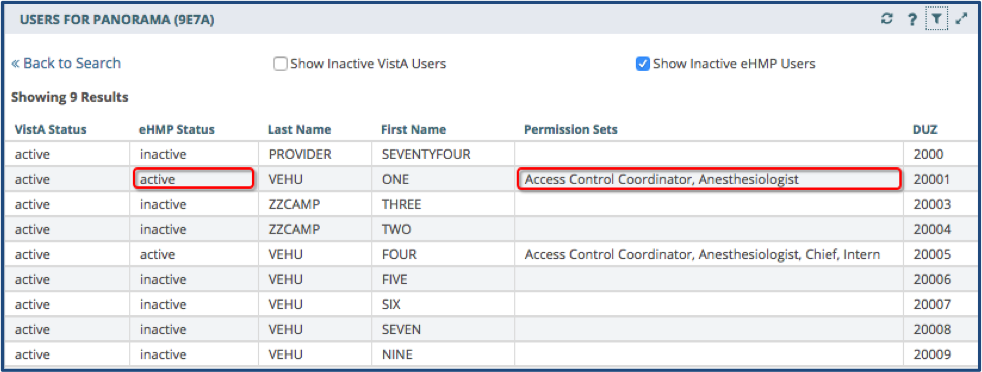 USERS FOR PANORAMA (9E7A)
« Back to Search Show Inactive VistA Users Show Inactive eHMP Users
Showing 9 Results
VistA Status eHMP Status Last Name First Name Permission Sets DUZ
active inactive PROVIDER SEVENTYFOUR 2000
active active VEHU ONE Access Control Coordinator, Anesthesiologist 20001
active inactive ZZCAMP THREE 20003
active inactive ZZCAMP TWO 20004
active active VEHU FOUR Access Control Coordinator, Anesthesiologist, Chief, Intern 20005
active inactive VEHU FIVE 20006
active inactive VEHU SIX 20007
active inactive VEHU SEVEN 20008
active inactive VEHU NINE 20009